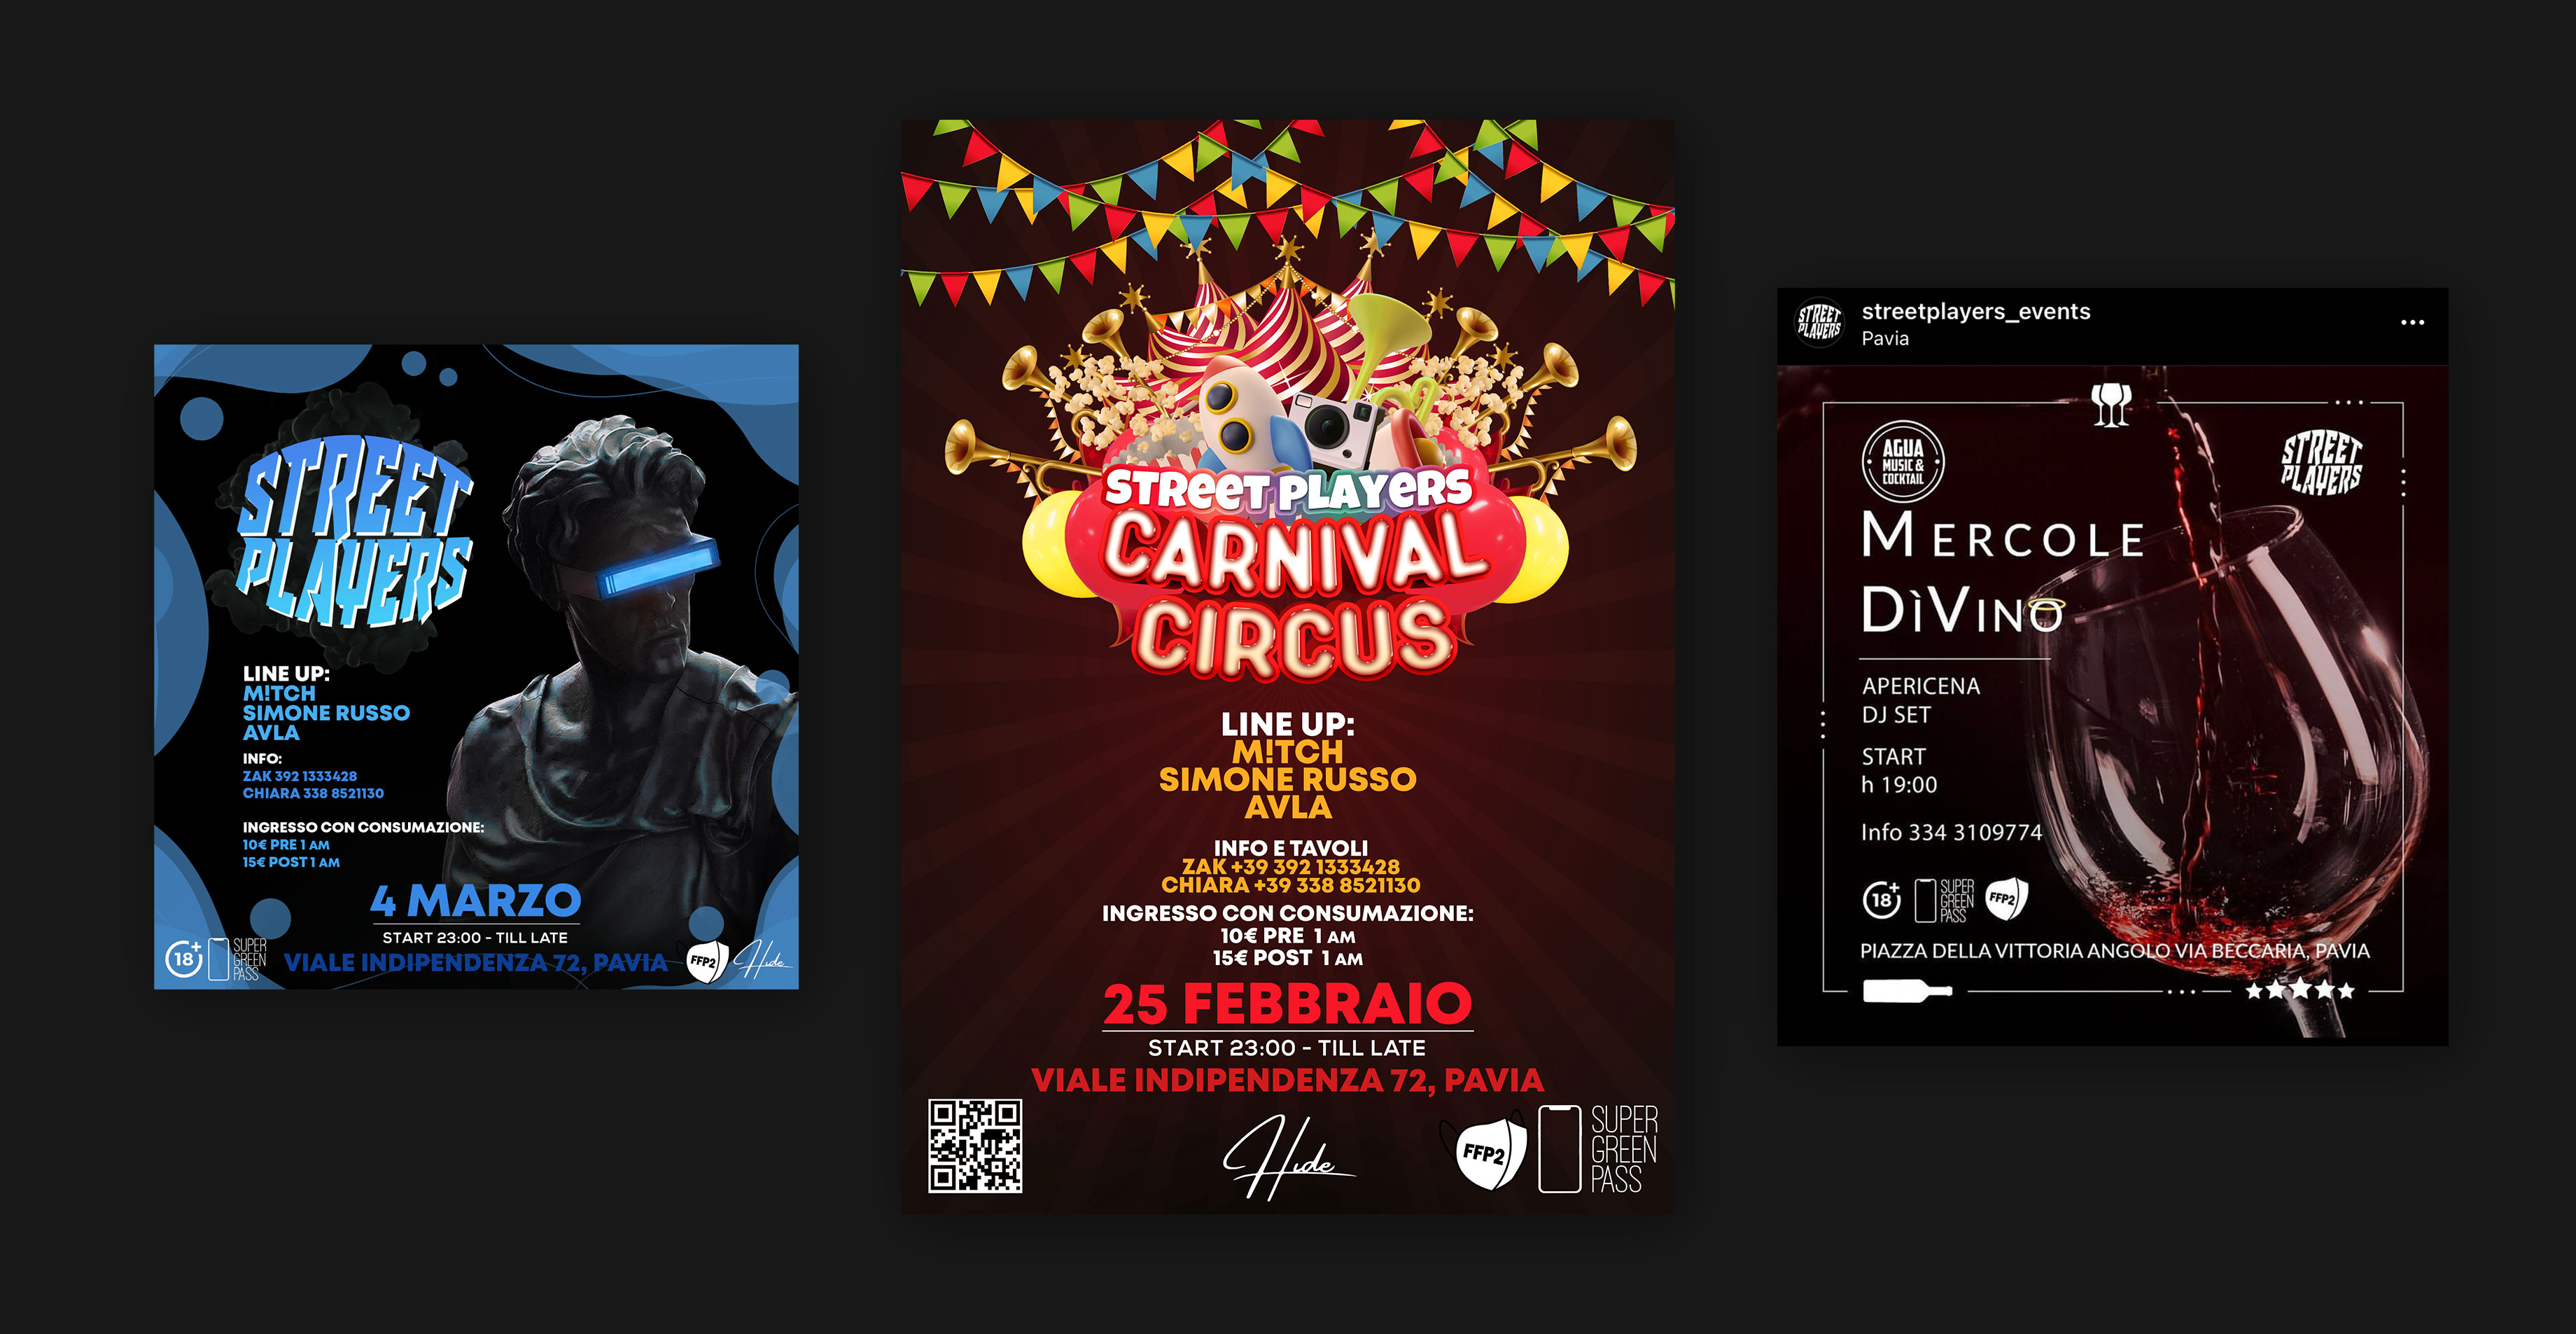 STREET
PLAYERS
LINE UP:
M!TCH
SIMONE RUSSO
AVLA
INFO:
ZAK 392 1333428
CHIARA 338 8521130
INGRESSO CON CONSUMAZIONE:
10€ PRE 1 AM
15€ POST 1 AM
4 MARZO
START 23:00 - TILL LATE
VIALE INDIPENDENZA 72, PAVIA
18+
SUPER
GREEN
PASS
FFP2
Hide
STREET PLAYERS
CARNIVAL
CIRCUS
LINE UP:
M!TCH
SIMONE RUSSO
AVLA
INFO E TAVOLI
ZAK +39 392 1333428
CHIARA +39 338 8521130
INGRESSO CON CONSUMAZIONE:
10€ PRE 1 AM
15€ POST 1 AM
25 FEBBRAIO
START 23:00 - TILL LATE
VIALE INDIPENDENZA 72, PAVIA
Hide
FFP2
SUPER
GREEN
PASS
STREET
PLAYERS
streetplayers_events
Pavia
AGUA
MUSIC &
COCKTAIL
STREET
PLAYERS
MERCOLE
DìVINO
APERICENA
DJ SET
START
h 19:00
Info 334 3109774
18+
SUPER
GREEN
PASS
FFP2
PIAZZA DELLA VITTORIA ANGOLO VIA BECCARIA, PAVIA